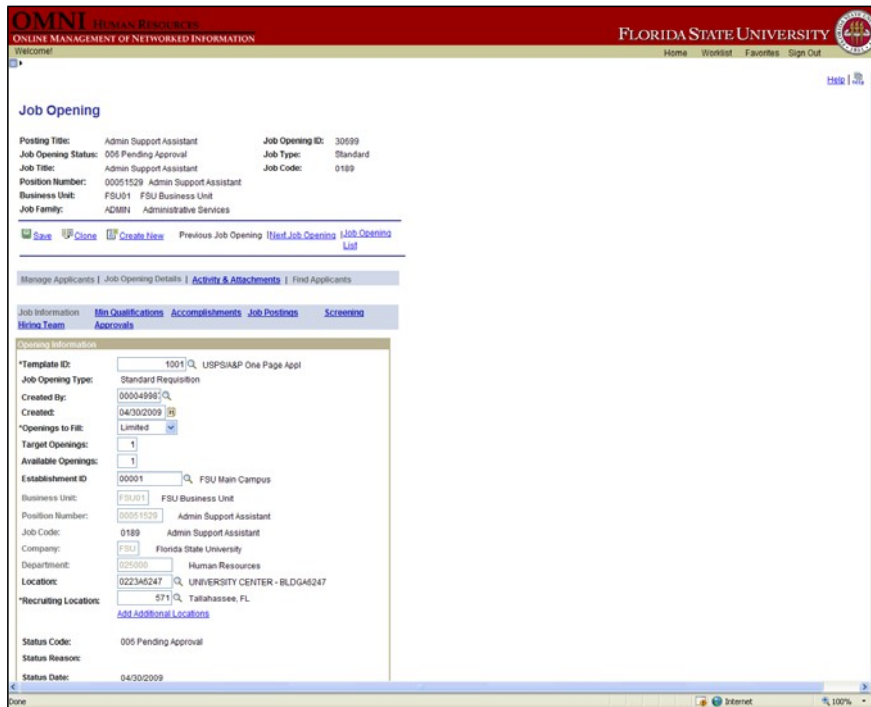 OMNI HUMAN RESOURCES
ONLINE MANAGEMENT OF NETWORKED INFORMATION
FLORIDA STATE UNIVERSITY
Welcome!
Home Worklist Favorites Sign Out
Help
Job Opening
Posting Title: Admin Support Assistant Job Opening ID: 30699
Job Opening Status: 006 Pending Approval Job Type: Standard
Job Title: Admin Support Assistant Job Code: 0189
Position Number: 00051529 Admin Support Assistant
Business Unit: FSU01 FSU Business Unit
Job Family: ADMIN Administrative Services
Save Clone Create New Previous Job Opening | Next Job Opening | Job Opening
List
Manage Applicants | Job Opening Details | Activity & Attachments | Find Applicants
Job Information Min Qualifications Accomplishments Job Postings Screening
Hiring Team Approvals
Opening Information
*Template ID: 1001 USPS/A&P One Page Appl
Job Opening Type: Standard Requisition
Created By: 00004998
Created: 04/30/2009
*Openings to Fill: Limited
Target Openings: 1
Available Openings: 1
Establishment ID 00001 FSU Main Campus
Business Unit: FSU01 FSU Business Unit
Position Number: 00051529 Admin Support Assistant
Job Code: 0189 Admin Support Assistant
Company: FSU Florida State University
Department: 025000 Human Resources
Location: 0223A6247 UNIVERSITY CENTER - BLDGA6247
*Recruiting Location: 571 Tallahassee, FL
Add Additional Locations
Status Code: 006 Pending Approval
Status Reason:
Status Date: 04/30/2009
Done Internet 100%